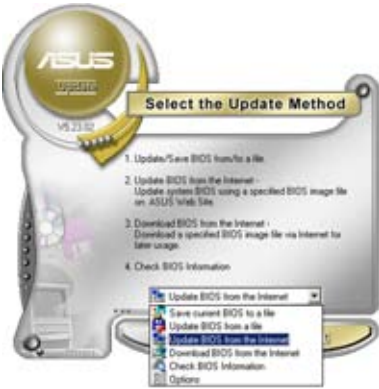 ASUS
Update
V5.23.02
Select the Update Method
1. Update/Save BIOS from/to a file.
2. Update BIOS from the Internet -
Update system BIOS using a specified BIOS image file
on ASUS Web Site.
3. Download BIOS from the Internet -
Download a specified BIOS image file via Internet for
later usage.
4. Check BIOS Information
Update BIOS from the Internet
Save current BIOS to a file
Update BIOS from a file
Update BIOS from the Internet
Download BIOS from the Internet
Check BIOS Information
Options